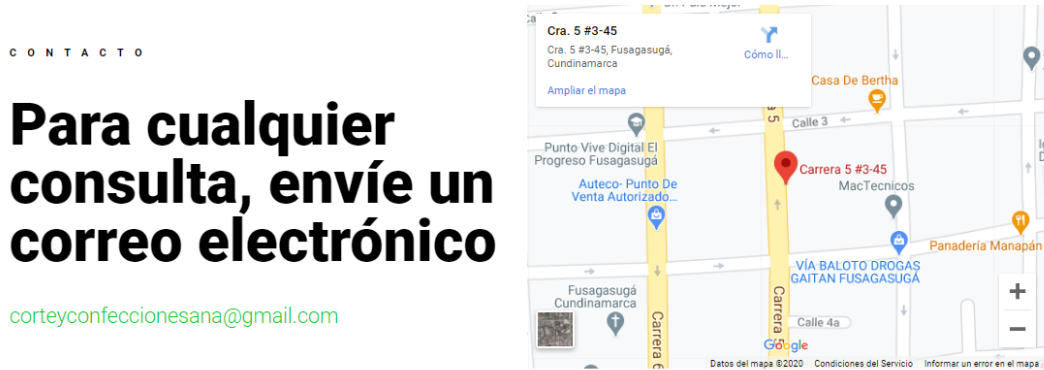 CONTACTO
Para cualquier
consulta, envíe un
correo electrónico
corteyconfeccionesana@gmail.com
Cra. 5 #3-45
Cra. 5 #3-45, Fusagasugá,
Cundinamarca
Cómo ll...
Ampliar el mapa
Casa De Bertha
Calle 3
Punto Vive Digital El
Progreso Fusagasugá
Carrera 5 #3-45
Auteco- Punto De
Venta Autorizado...
MacTecnicos
Panadería Manapán
VÍA BALOTO DROGAS
GAITAN FUSAGASUGÁ
Fusagasugá
Cundinamarca
Carrera 6
Carrera 5
Calle 4a
Google
Datos del mapa ©2020 Condiciones del Servicio Informar un error en el mapa